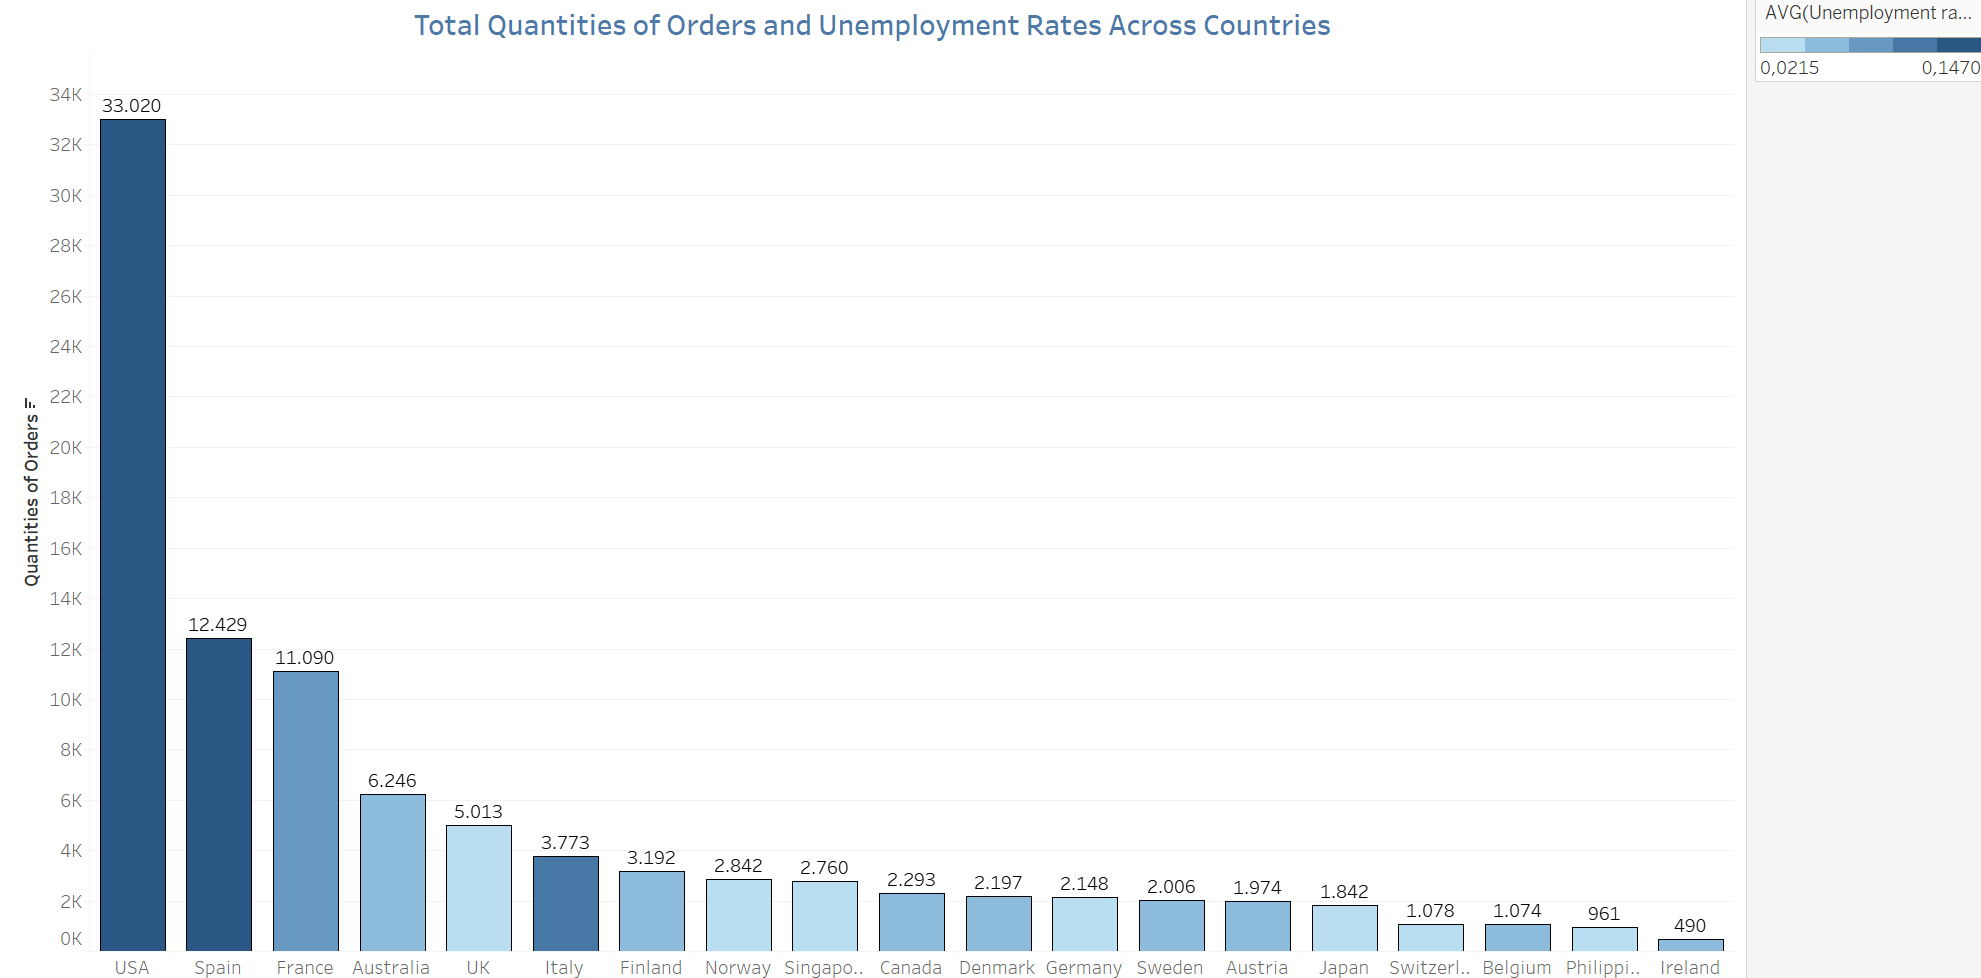 Total Quantities of Orders and Unemployment Rates Across Countries
AVG(Unemployment ra...
0,0215 0,1470
Quantities of Orders
34K
32K
30K
28K
26K
24K
22K
20K
18K
16K
14K
12K
10K
8K
6K
4K
2K
0K
33.020
12.429
11.090
6.246
5.013
3.773
3.192
2.842
2.760
2.293
2.197
2.148
2.006
1.974
1.842
1.078
1.074
961
490
USA Spain France Australia UK Italy Finland Norway Singapo.. Canada Denmark Germany Sweden Austria Japan Switzerl.. Belgium Philippi.. Ireland